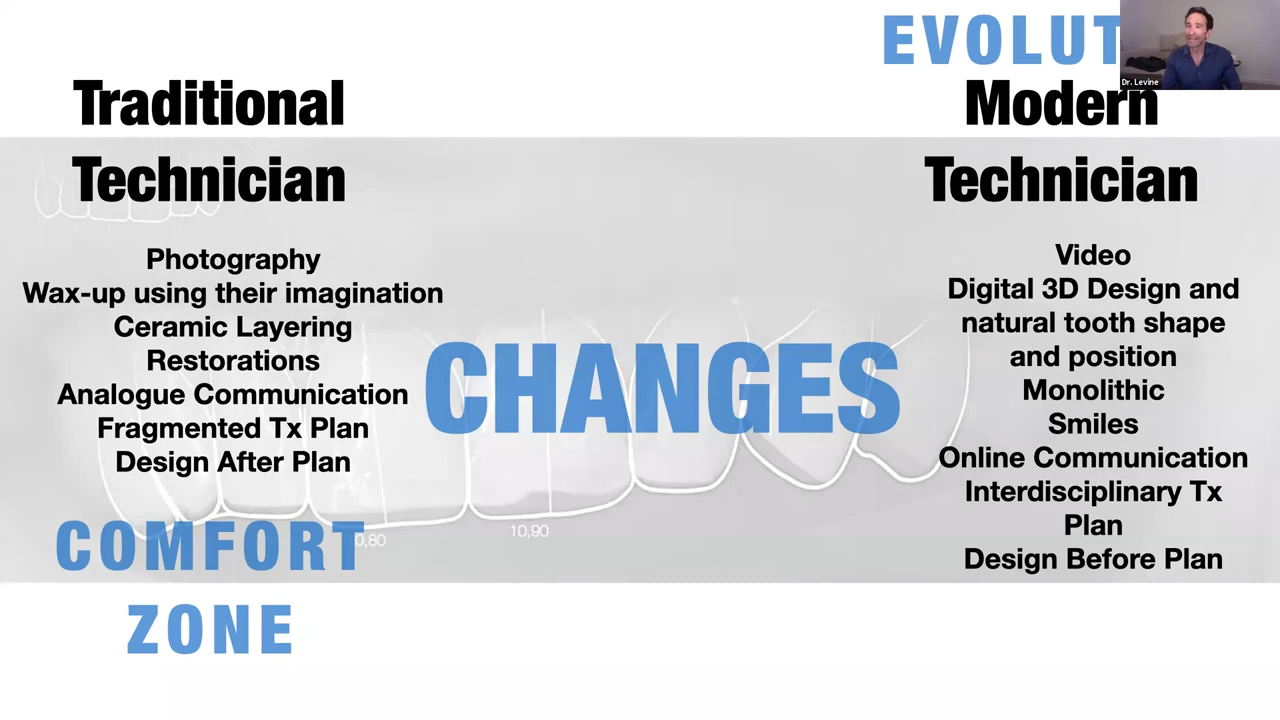 EVOLUT
Dr. Levine
Traditional
Technician
Photography
Wax-up using their imagination
Ceramic Layering
Restorations
Analogue Communication
Fragmented Tx Plan
Design After Plan
COMFORT
ZONE
CHANGES
0,80
10,90
Modern
Technician
Video
Digital 3D Design and
natural tooth shape
and position
Monolithic
Smiles
Online Communication
Interdisciplinary Tx
Plan
Design Before Plan